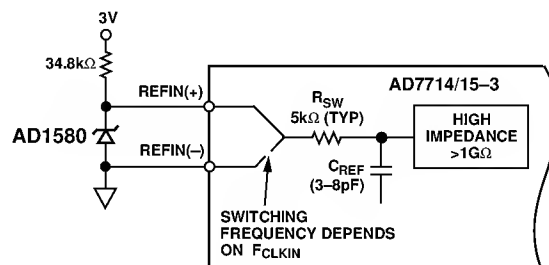 3V
34.8kΩ
AD1580
REFIN(+)
REFIN(–)
AD7714/15–3
RSW
5kΩ (TYP)
HIGH
IMPEDANCE
>1GΩ
CREF
(3–8pF)
SWITCHING
FREQUENCY DEPENDS
ON FCLKIN